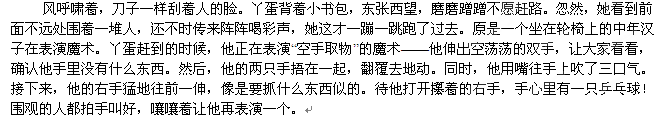 风呼啸着，刀子一样刮着人的脸。丫蛋背着小书包，东张西望，磨磨蹭蹭不愿赶路。忽然，她看到前
面不远处围着一堆人，还不时传来阵阵喝彩声，她这才一蹦一跳跑了过去。原是一个坐在轮椅上的中年汉
子在表演魔术。丫蛋赶到的时候，他正在表演“空手取物”的魔术——他伸出空荡荡的双手，让大家看看，
确认他手里没有什么东西。然后，他的两只手捂在一起，翻覆去地动。同时，他用嘴往手上吹了三口气。
接下来，他的右手猛地往前一伸，像是要抓什么东西似的。待他打开攥着的右手，手心里有一只乒乓球！
围观的人都拍手叫好，嚷嚷着让他再表演一个。